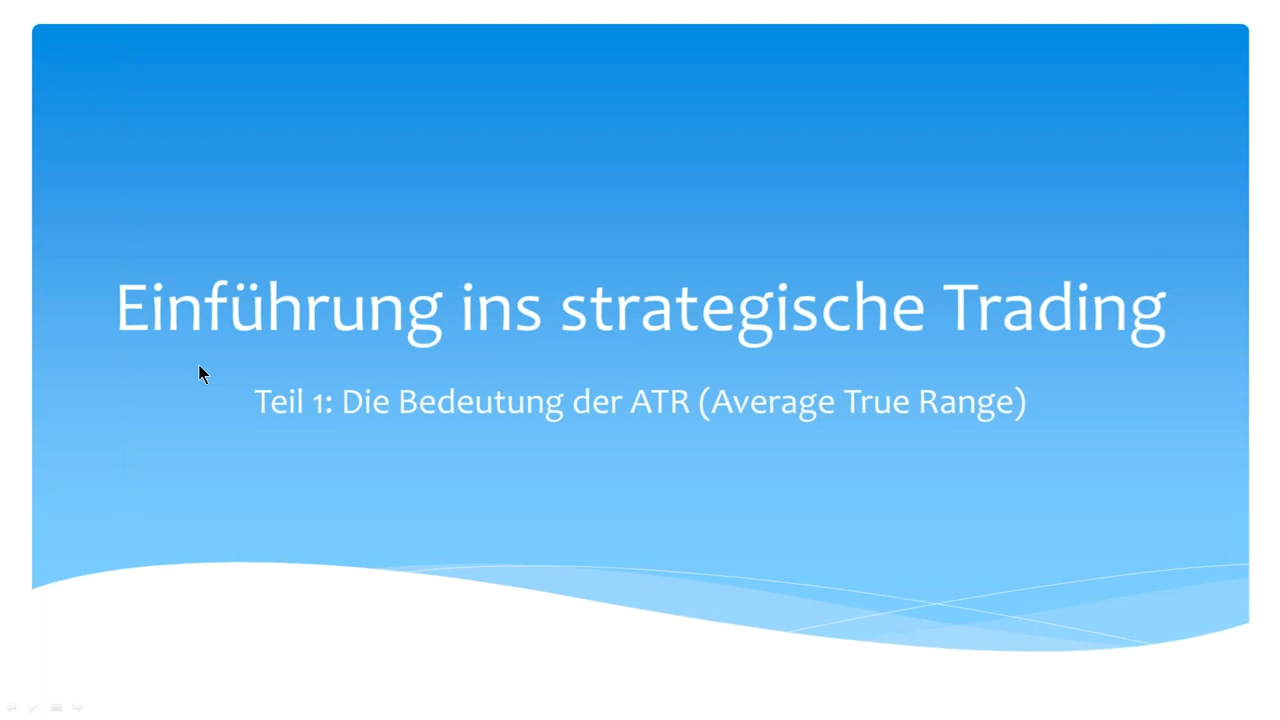 Einführung ins strategische Trading
Teil 1: Die Bedeutung der ATR (Average True Range)